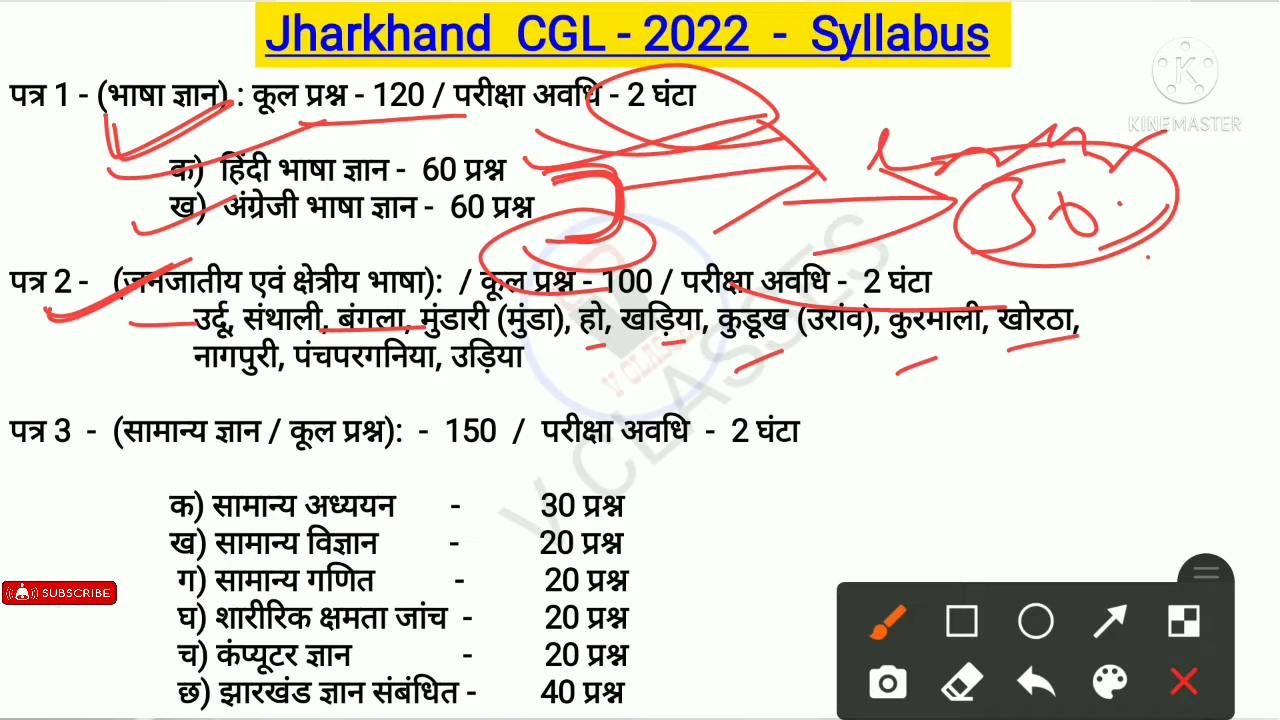 Jharkhand CGL - 2022 - Syllabus
पत्र 1 - (भाषा ज्ञान) : कूल प्रश्न - 120 / परीक्षा अवधि - 2 घंटा
KINEMASTER
क) हिंदी भाषा ज्ञान - 60 प्रश्न
ख) अंग्रेजी भाषा ज्ञान - 60 प्रश्न
30
पत्र 2 - (जनजातीय एवं क्षेत्रीय भाषा): / कूल प्रश्न - 100 / परीक्षा अवधि - 2 घंटा
उर्दू, संथाली, बंगला, मुंडारी (मुंडा), हो, खड़िया, कुडूख (उरांव), कुरमाली, खोरठा,
नागपुरी, पंचपरगनिया, उड़िया
V CLASSES
V CLASSES
पत्र 3 - (सामान्य ज्ञान / कूल प्रश्न): - 150 / परीक्षा अवधि - 2 घंटा
क) सामान्य अध्ययन - 30 प्रश्न
ख) सामान्य विज्ञान - 20 प्रश्न
ग) सामान्य गणित - 20 प्रश्न
SUBSCRIBE
घ) शारीरिक क्षमता जांच - 20 प्रश्न
च) कंप्यूटर ज्ञान - 20 प्रश्न
छ) झारखंड ज्ञान संबंधित - 40 प्रश्न